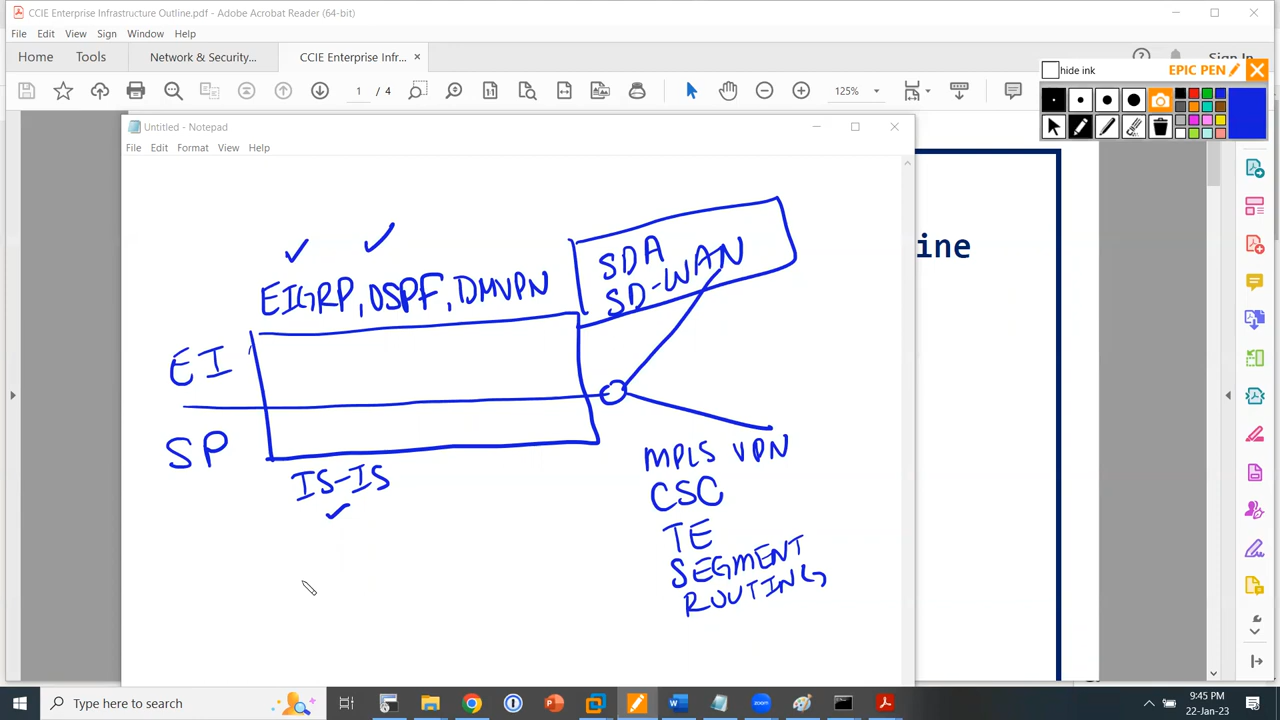 CCIE Enterprise Infrastructure Outline.pdf - Adobe Acrobat Reader (64-bit)
File Edit View Sign Window Help
Home Tools Network & Security... CCIE Enterprise Infr... ×
Sign In
1 / 4 125%
hide ink EPIC PEN
Untitled - Notepad
File Edit Format View Help
ine
SDA
SD-WAN
EIGRP, OSPF, DMVPN
EI
SP
IS-IS
MPLS VPN
CSC
TE
SEGMENT
ROUTING
Type here to search
9:45 PM
22-Jan-23